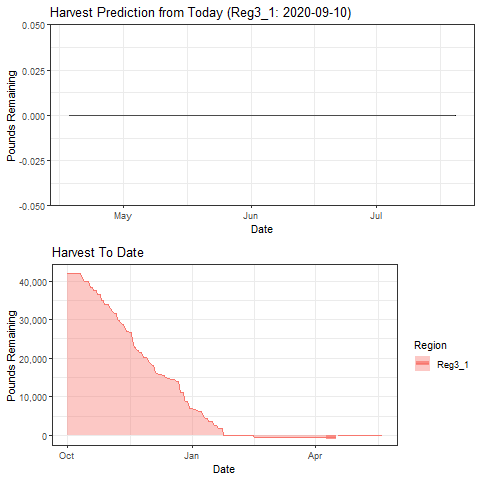 Harvest Prediction from Today (Reg3_1: 2020-09-10)
Pounds Remaining
0.050
0.025
0.000
-0.025
-0.050
May Jun Jul
Date
Harvest To Date
Pounds Remaining
40,000
30,000
20,000
10,000
0
Oct Jan Apr
Date
Region
Reg3_1